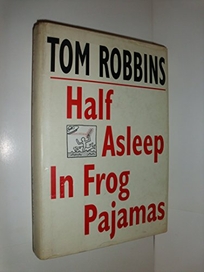 TOM ROBBINS
Half
Asleep
In Frog
Pajamas